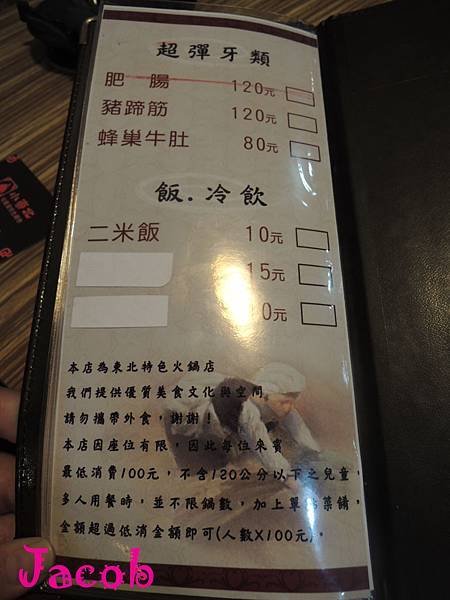 超彈牙類
肥 腸 120元
豬蹄筋 120元
蜂巢牛肚 80元
飯.冷飲
二米飯 10元
15元
0元
本店為東北特色火鍋店
我們提供優質美食文化與空間
請勿攜帶外食，謝謝！
本店因座位有限，因此每位來賓
最低消費100元，不含120公分以下之兒童，
多人用餐時，並不限鍋數，加上單點菜餚，
金額超過低消金額即可(人數X100元)。
Jacob